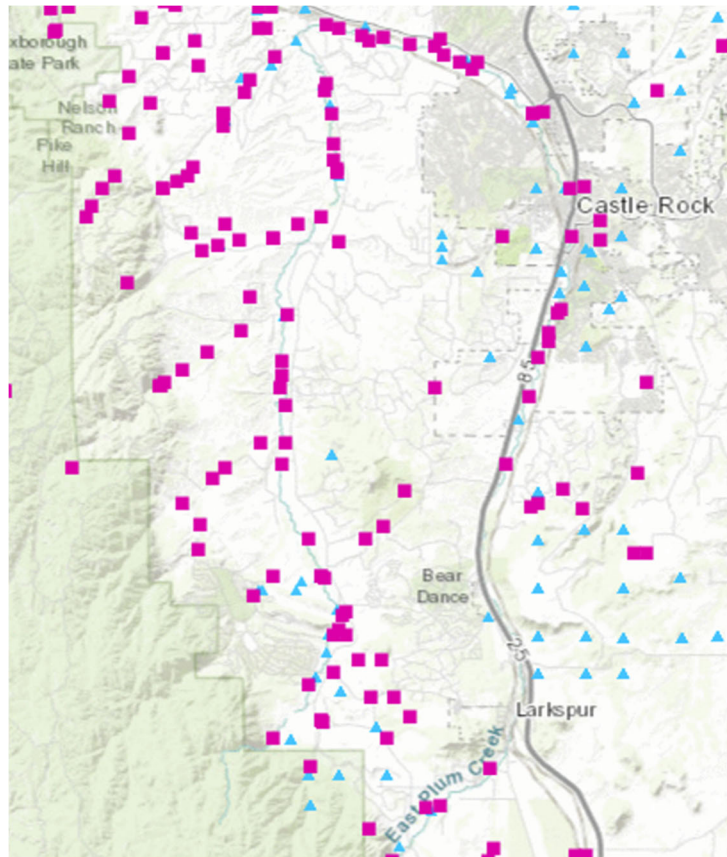 xborough
ate Park
Nelson
Ranch
Pike
Hill
Castle Rock
85
Bear
Dance
25
Larkspur
East Plum Creek